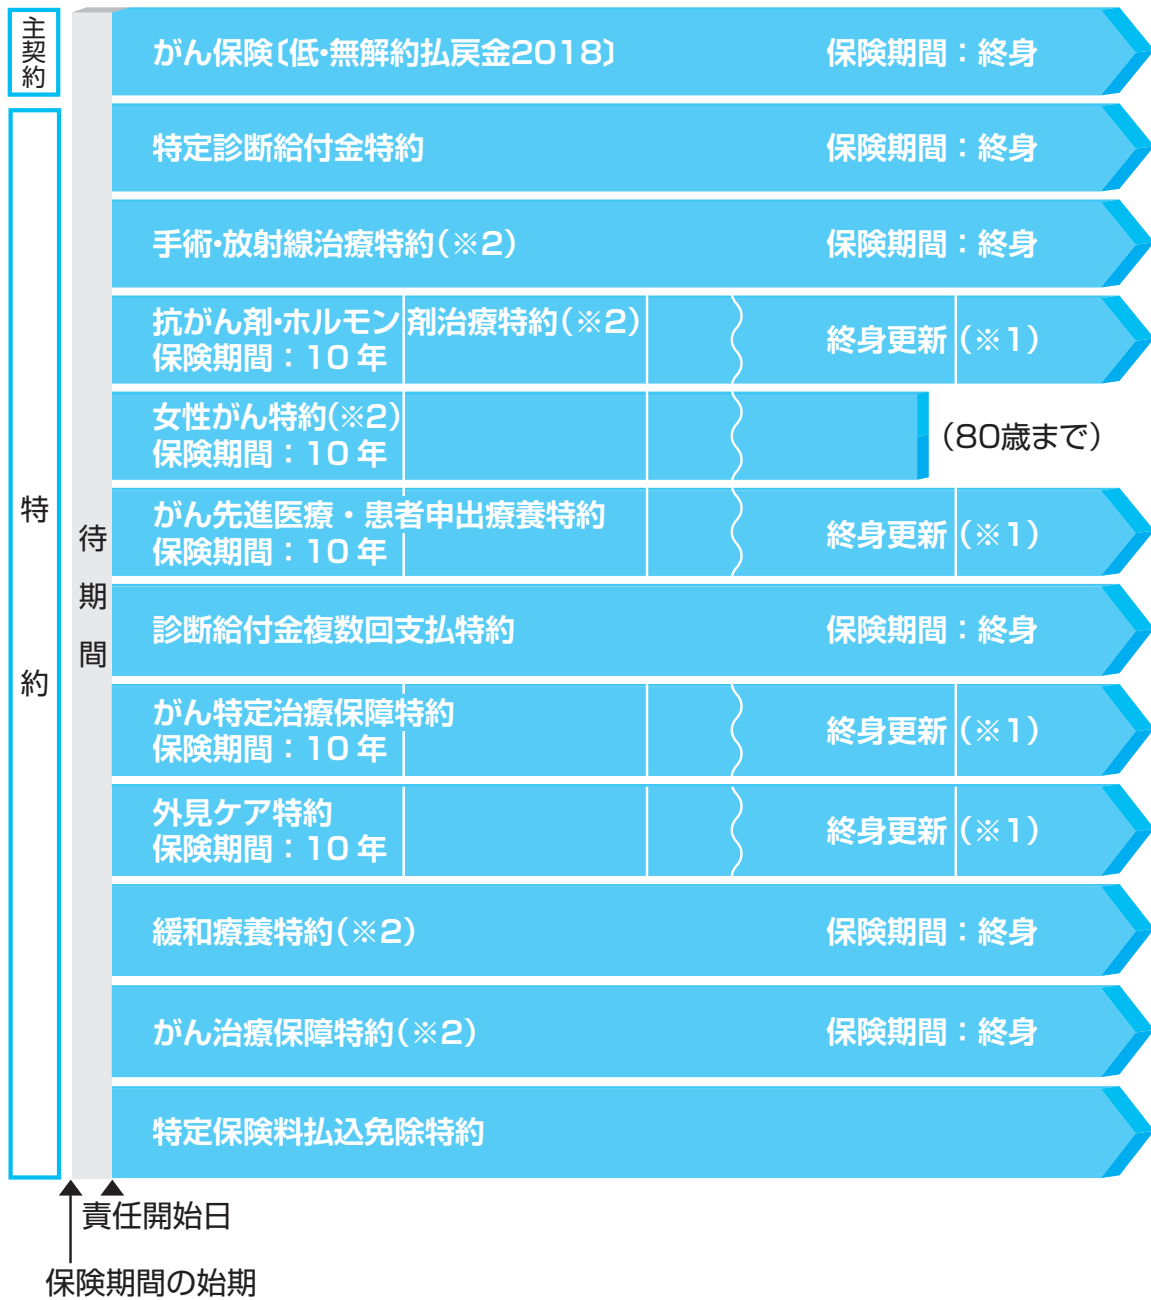 主契約
がん保険〔低・無解約払戻金2018〕 保険期間：終身
特約
待期間
特定診断給付金特約 保険期間：終身
手術・放射線治療特約（※2） 保険期間：終身
抗がん剤・ホルモン剤治療特約（※2）
保険期間：10年
終身更新（※1）
女性がん特約（※2）
保険期間：10年
（80歳まで）
がん先進医療・患者申出療養特約
保険期間：10年
終身更新（※1）
診断給付金複数回支払特約 保険期間：終身
がん特定治療保障特約
保険期間：10年
終身更新（※1）
外見ケア特約
保険期間：10年
終身更新（※1）
緩和療養特約（※2） 保険期間：終身
がん治療保障特約（※2） 保険期間：終身
特定保険料払込免除特約
責任開始日
保険期間の始期